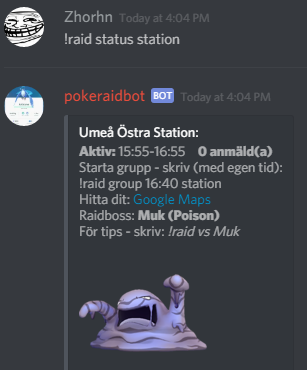 Zhorhn Today at 4:04 PM
!raid status station
pokeraidbot BOT Today at 4:04 PM
Umeå Östra Station:
Aktiv: 15:55-16:55 0 anmäld(a)
Starta grupp - skriv (med egen tid):
!raid group 16:40 station
Hitta dit: Google Maps
Raidboss: Muk (Poison)
För tips - skriv: !raid vs Muk